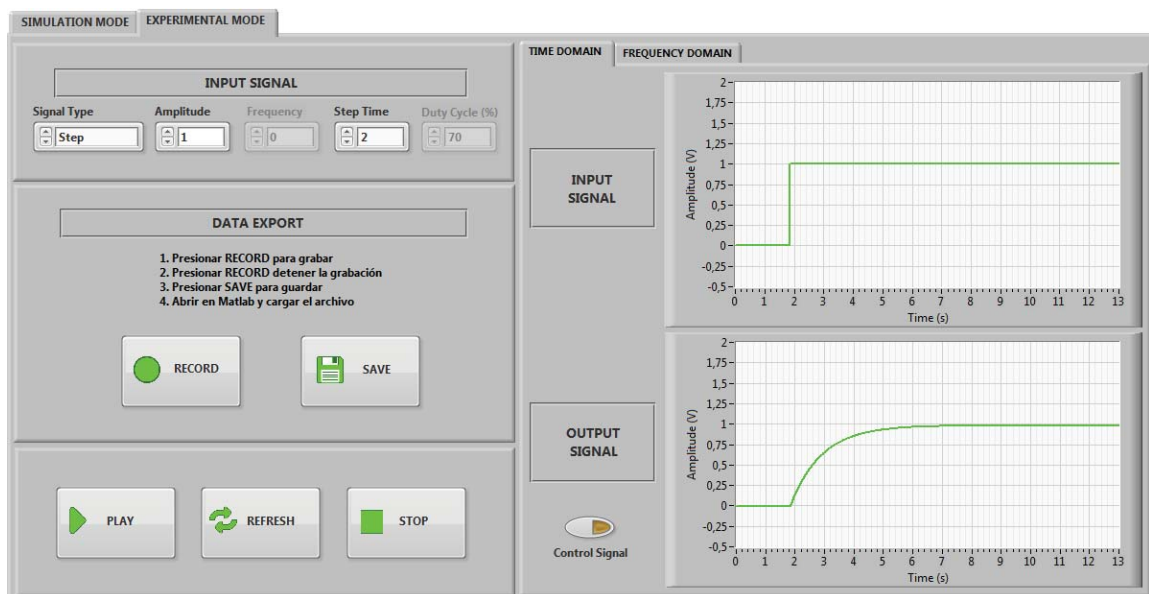 SIMULATION MODE
EXPERIMENTAL MODE
INPUT SIGNAL
Signal Type
Amplitude
Frequency
Step Time
Duty Cycle (%)
Step
1
0
2
70
DATA EXPORT
1. Presionar RECORD para grabar
2. Presionar RECORD detener la grabación
3. Presionar SAVE para guardar
4. Abrir en Matlab y cargar el archivo
RECORD
SAVE
PLAY
REFRESH
STOP
TIME DOMAIN
FREQUENCY DOMAIN
INPUT
SIGNAL
Amplitude (V)
2
1,75
1,5
1,25
1
0,75
0,5
0,25
0
-0,25
-0,5
0 1 2 3 4 5 6 7 8 9 10 11 12 13
Time (s)
OUTPUT
SIGNAL
Control Signal
Amplitude (V)
2
1,75
1,5
1,25
1
0,75
0,5
0,25
0
-0,25
-0,5
0 1 2 3 4 5 6 7 8 9 10 11 12 13
Time (s)